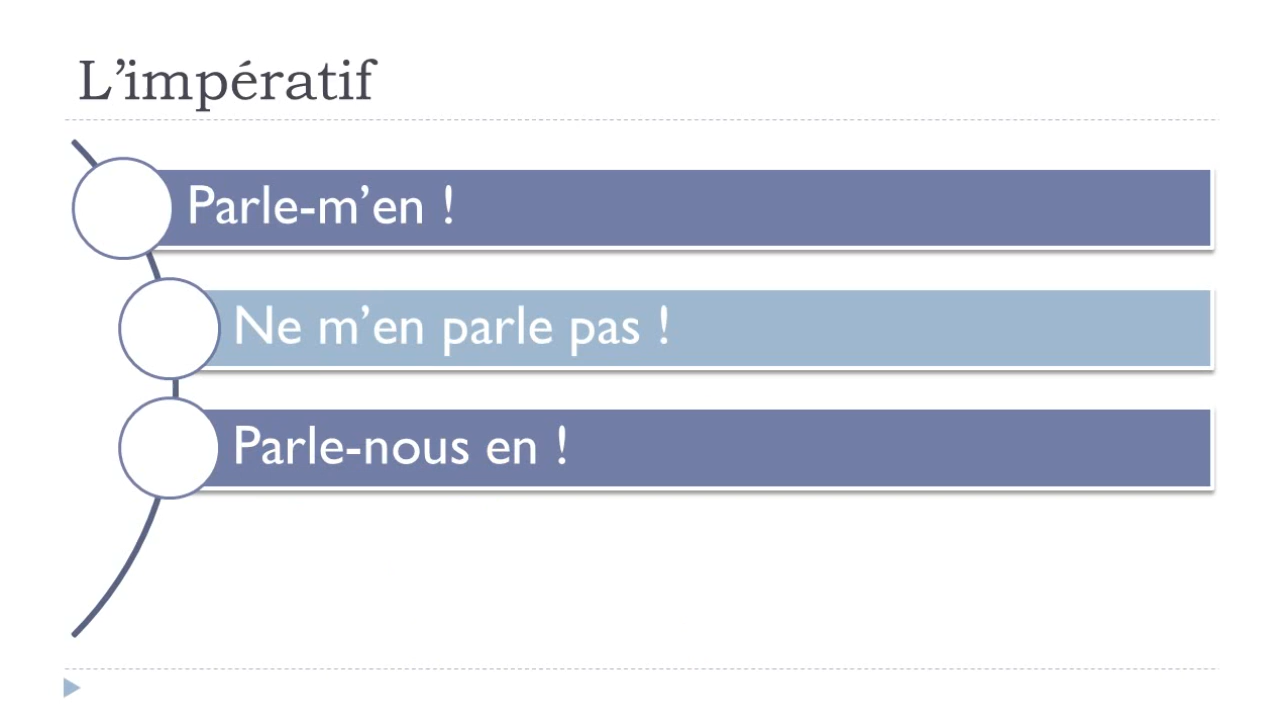 L’impératif
Parle-m’en !
Ne m’en parle pas !
Parle-nous en !